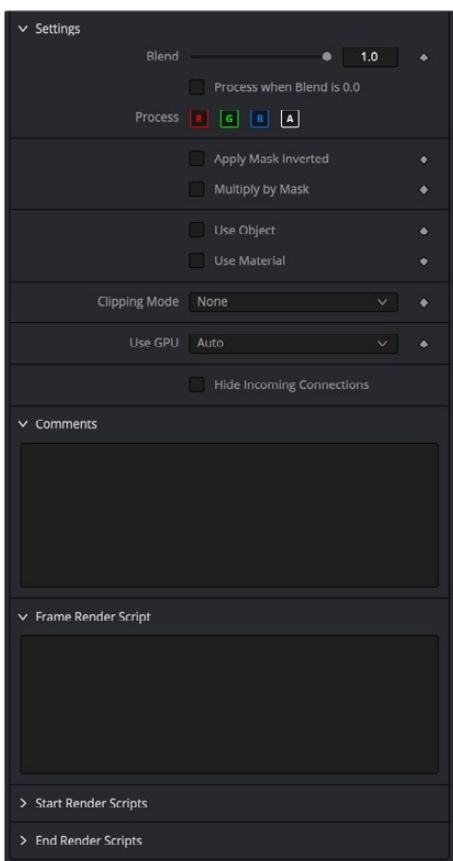 Settings
Blend 1.0
Process when Blend is 0.0
Process R G B A
Apply Mask Inverted
Multiply by Mask
Use Object
Use Material
Clipping Mode None
Use GPU Auto
Hide Incoming Connections
Comments
Frame Render Script
Start Render Scripts
End Render Scripts